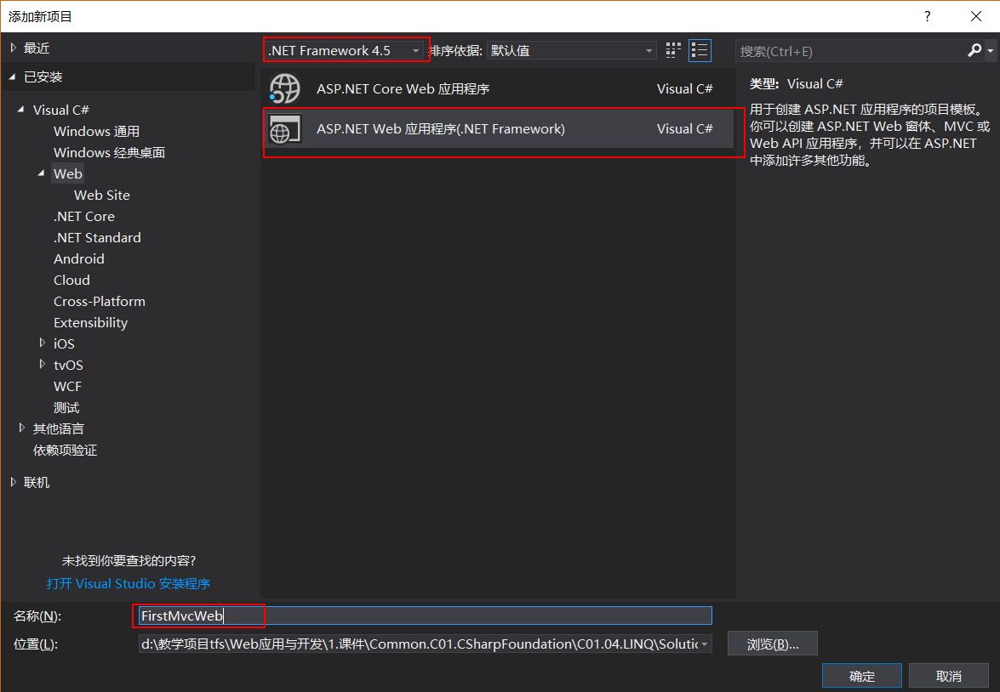 添加新项目
?
最近
已安装
Visual C#
Windows 通用
Windows 经典桌面
Web
Web Site
.NET Core
.NET Standard
Android
Cloud
Cross-Platform
Extensibility
iOS
tvOS
WCF
测试
其他语言
依赖项验证
联机
未找到你要查找的内容?
打开 Visual Studio 安装程序
.NET Framework 4.5
排序依据: 默认值
ASP.NET Core Web 应用程序 Visual C#
ASP.NET Web 应用程序(.NET Framework) Visual C#
搜索(Ctrl+E)
类型: Visual C#
用于创建 ASP.NET 应用程序的项目模板。
你可以创建 ASP.NET Web 窗体、MVC 或
Web API 应用程序，并可以在 ASP.NET
中添加许多其他功能。
名称(N): FirstMvcWeb
位置(L): d:\教学项目tfs\Web应用与开发\1.课件\Common.C01.CSharpFoundation\C01.04.LINQ\Solutic
浏览(B)...
确定 取消